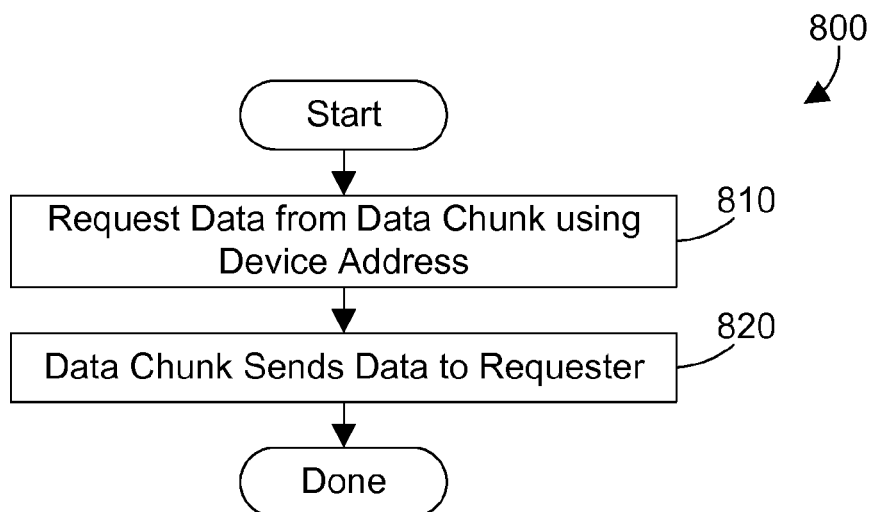 800
Start
Request Data from Data Chunk using
Device Address
810
Data Chunk Sends Data to Requester
820
Done